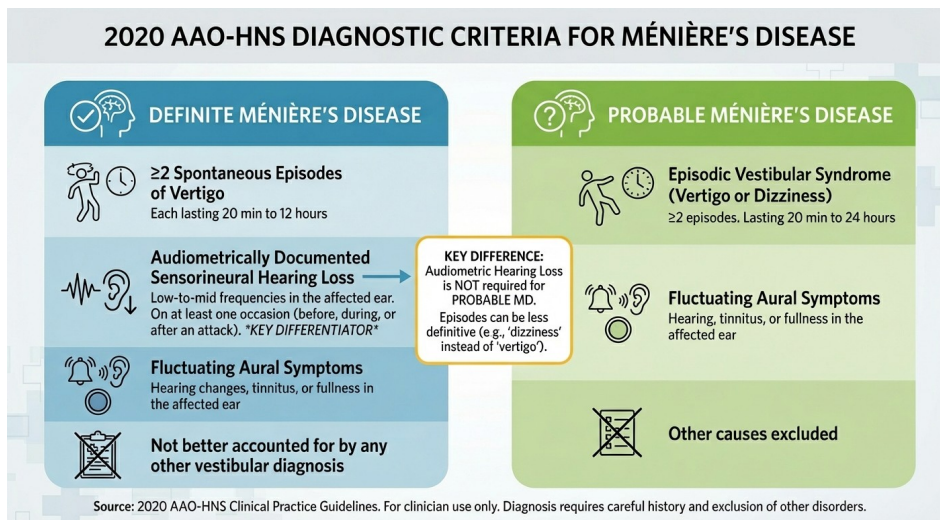 2020 AAO-HNS DIAGNOSTIC CRITERIA FOR MÉNIÈRE'S DISEASE
DEFINITE MÉNIÈRE'S DISEASE
≥2 Spontaneous Episodes
of Vertigo
Each lasting 20 min to 12 hours
Audiometrically Documented
Sensorineural Hearing Loss
Low-to-mid frequencies in the affected ear.
On at least one occasion (before, during, or
after an attack). *KEY DIFFERENTIATOR*
Fluctuating Aural Symptoms
Hearing changes, tinnitus, or fullness in
the affected ear
Not better accounted for by any
other vestibular diagnosis
KEY DIFFERENCE:
Audiometric Hearing Loss
is NOT required for
PROBABLE MD.
Episodes can be less
definitive (e.g., 'dizziness'
instead of 'vertigo').
? PROBABLE MÉNIÈRE'S DISEASE
Episodic Vestibular Syndrome
(Vertigo or Dizziness)
≥2 episodes. Lasting 20 min to 24 hours
Fluctuating Aural Symptoms
Hearing, tinnitus, or fullness in the
affected ear
Other causes excluded
Source: 2020 AAO-HNS Clinical Practice Guidelines. For clinician use only. Diagnosis requires careful history and exclusion of other disorders.